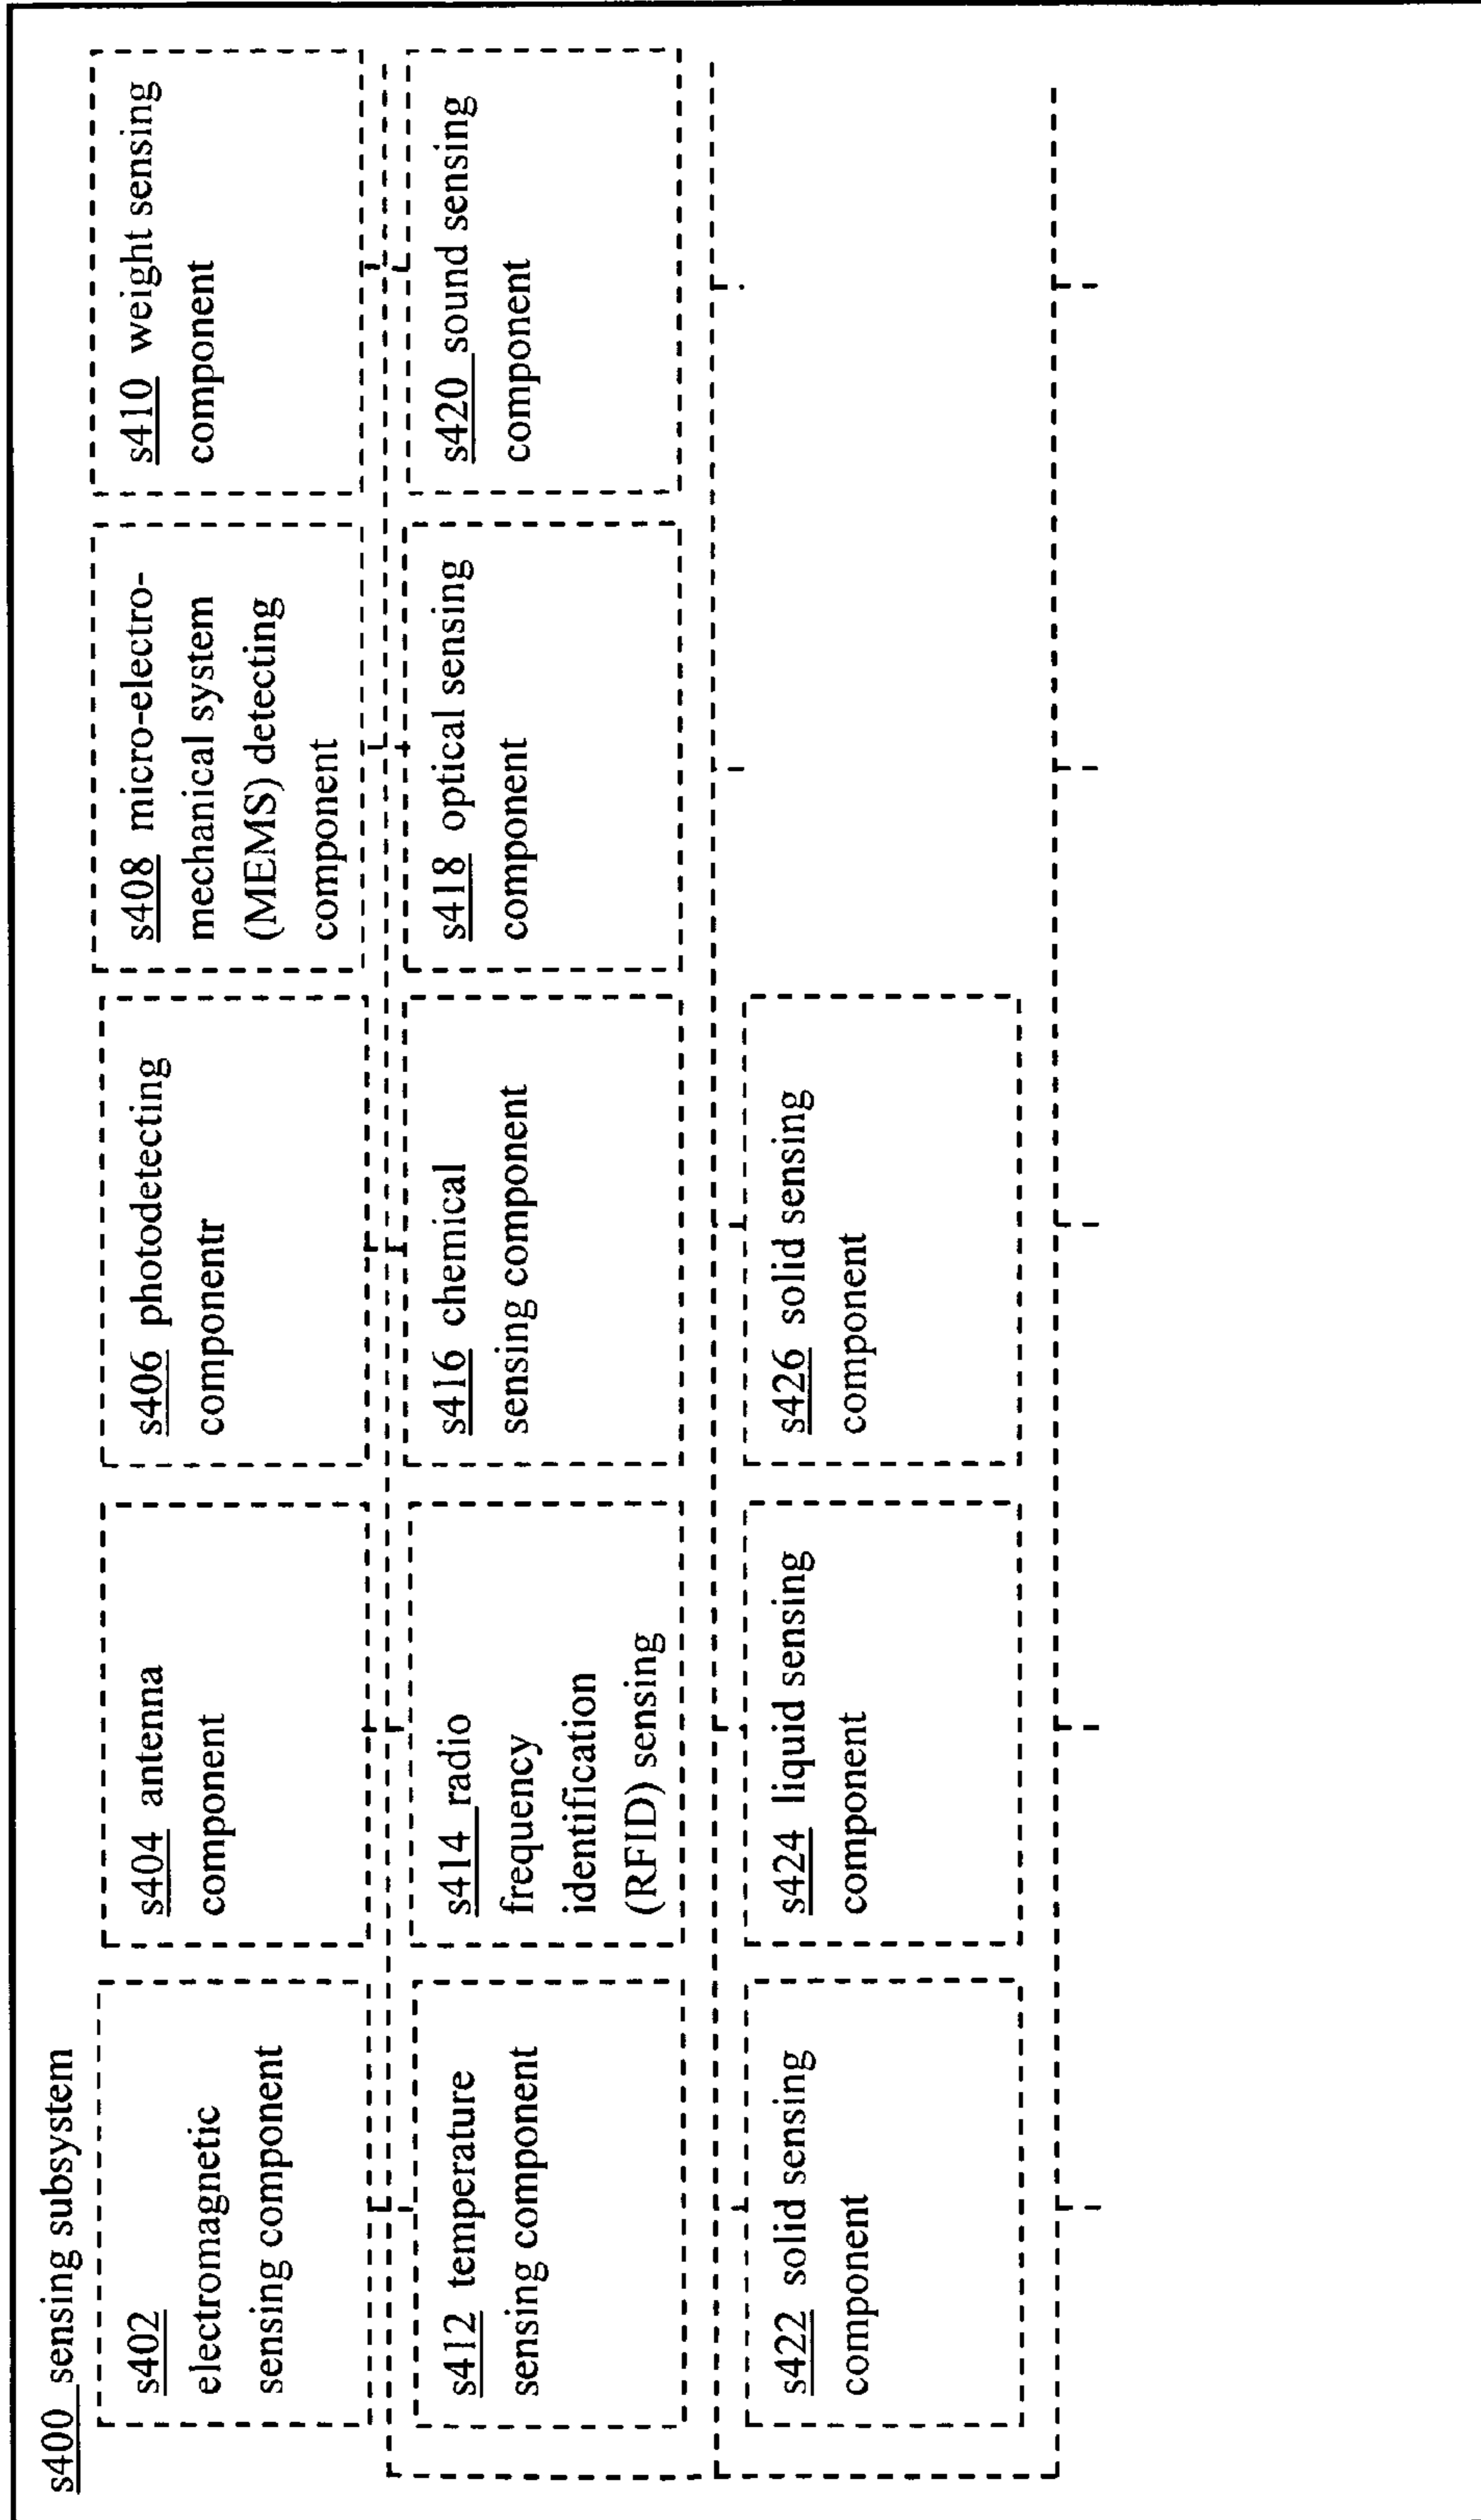 s400 sensing subsystem
s402
electromagnetic
sensing component
s404 antenna
component
s406 photodetecting
componentr
s408 micro-electro-
mechanical system
(MEMS) detecting
component
s410 weight sensing
component
s412 temperature
sensing component
s414 radio
frequency
identification
(RFID) sensing
s416 chemical
sensing component
s418 optical sensing
component
s420 sound sensing
component
s422 solid sensing
component
s424 liquid sensing
component
s426 solid sensing
component